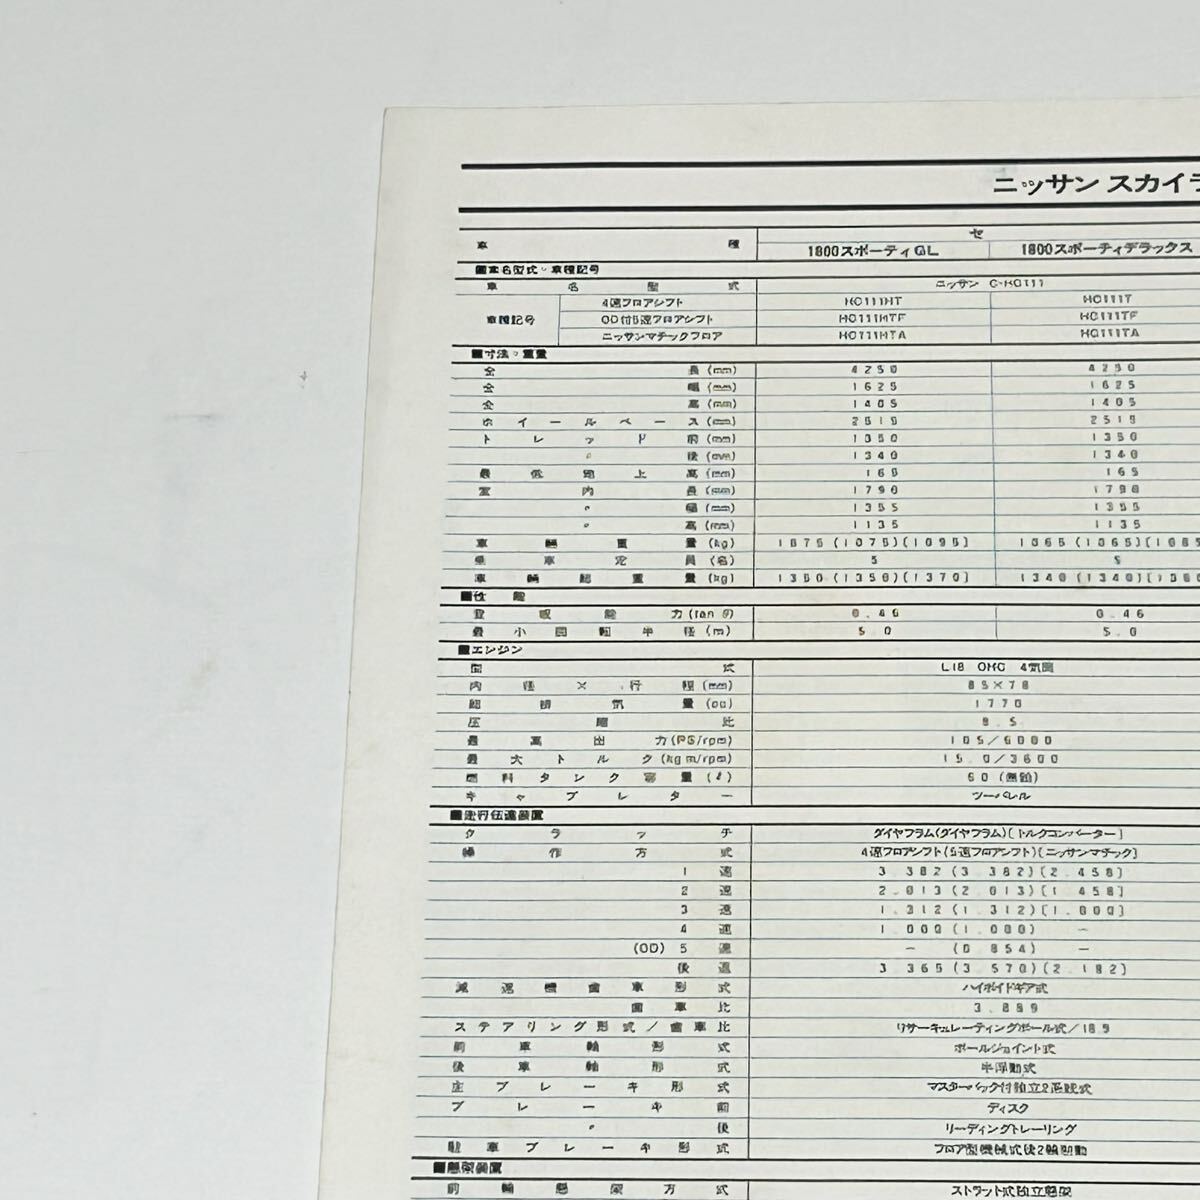 ニッサン スカイラ
車種 セ
1800スポーティGL 1800スポーティデラックス
■車名型式・車種記号
車名型式 ニッサン C-HC111
車種記号 4速フロアシフト HC111HT HC111T
OD付5速フロアシフト HC111HTF HC111TF
ニッサンマチックフロア HC111HTA HC111TA
■寸法・重量
全長(mm) 4250 4250
全幅(mm) 1625 1625
全高(mm) 1405 1405
ホイールベース(mm) 2515 2515
トレッド前(mm) 1350 1350
〃後(mm) 1340 1340
最低地上高(mm) 165 165
室内長(mm) 1790 1790
〃幅(mm) 1355 1355
〃高(mm) 1135 1135
車輛重量(kg) 1075(1075)[1095] 1065(1065)[1085
乗車定員(名) 5 5
車輛総重量(kg) 1350(1350)[1370] 1340(1340)[1360
■性能
登坂能力(tan θ) 0.46 0.46
最小回転半径(m) 5.0 5.0
■エンジン
型式 L18 OHC 4気筒
内径×行程(mm) 85×78
総排気量(cc) 1770
圧縮比 8.5
最高出力(PS/rpm) 105/6000
最大トルク(kgm/rpm) 15.0/3600
燃料タンク容量(ℓ) 60(無鉛)
キャブレター ツーバレル
■走行伝達装置
クラッチ ダイヤフラム(ダイヤフラム)[トルクコンバーター]
操作方式 4速フロアシフト(5速フロアシフト)[ニッサンマチック]
1速 3.382(3.382)[2.458]
2速 2.013(2.013)[1.458]
3速 1.312(1.312)[1.000]
4速 1.000(1.000) −
(OD)5速 − (0.854) −
後退 3.365(3.570)[2.182]
減速機歯車形式 ハイポイドギア式
歯車比 3.889
ステアリング形式/歯車比 リサーキュレーティングボール式/18.9
前車軸形式 ボールジョイント式
後車軸形式 半浮動式
主ブレーキ形式 マスターバック付独立2系統式
ブレーキ前 ディスク
〃後 リーディングトレーリング
駐車ブレーキ形式 フロア型機械式後2輪制動
■懸架装置
前輪懸架方式 ストラット式独立懸架